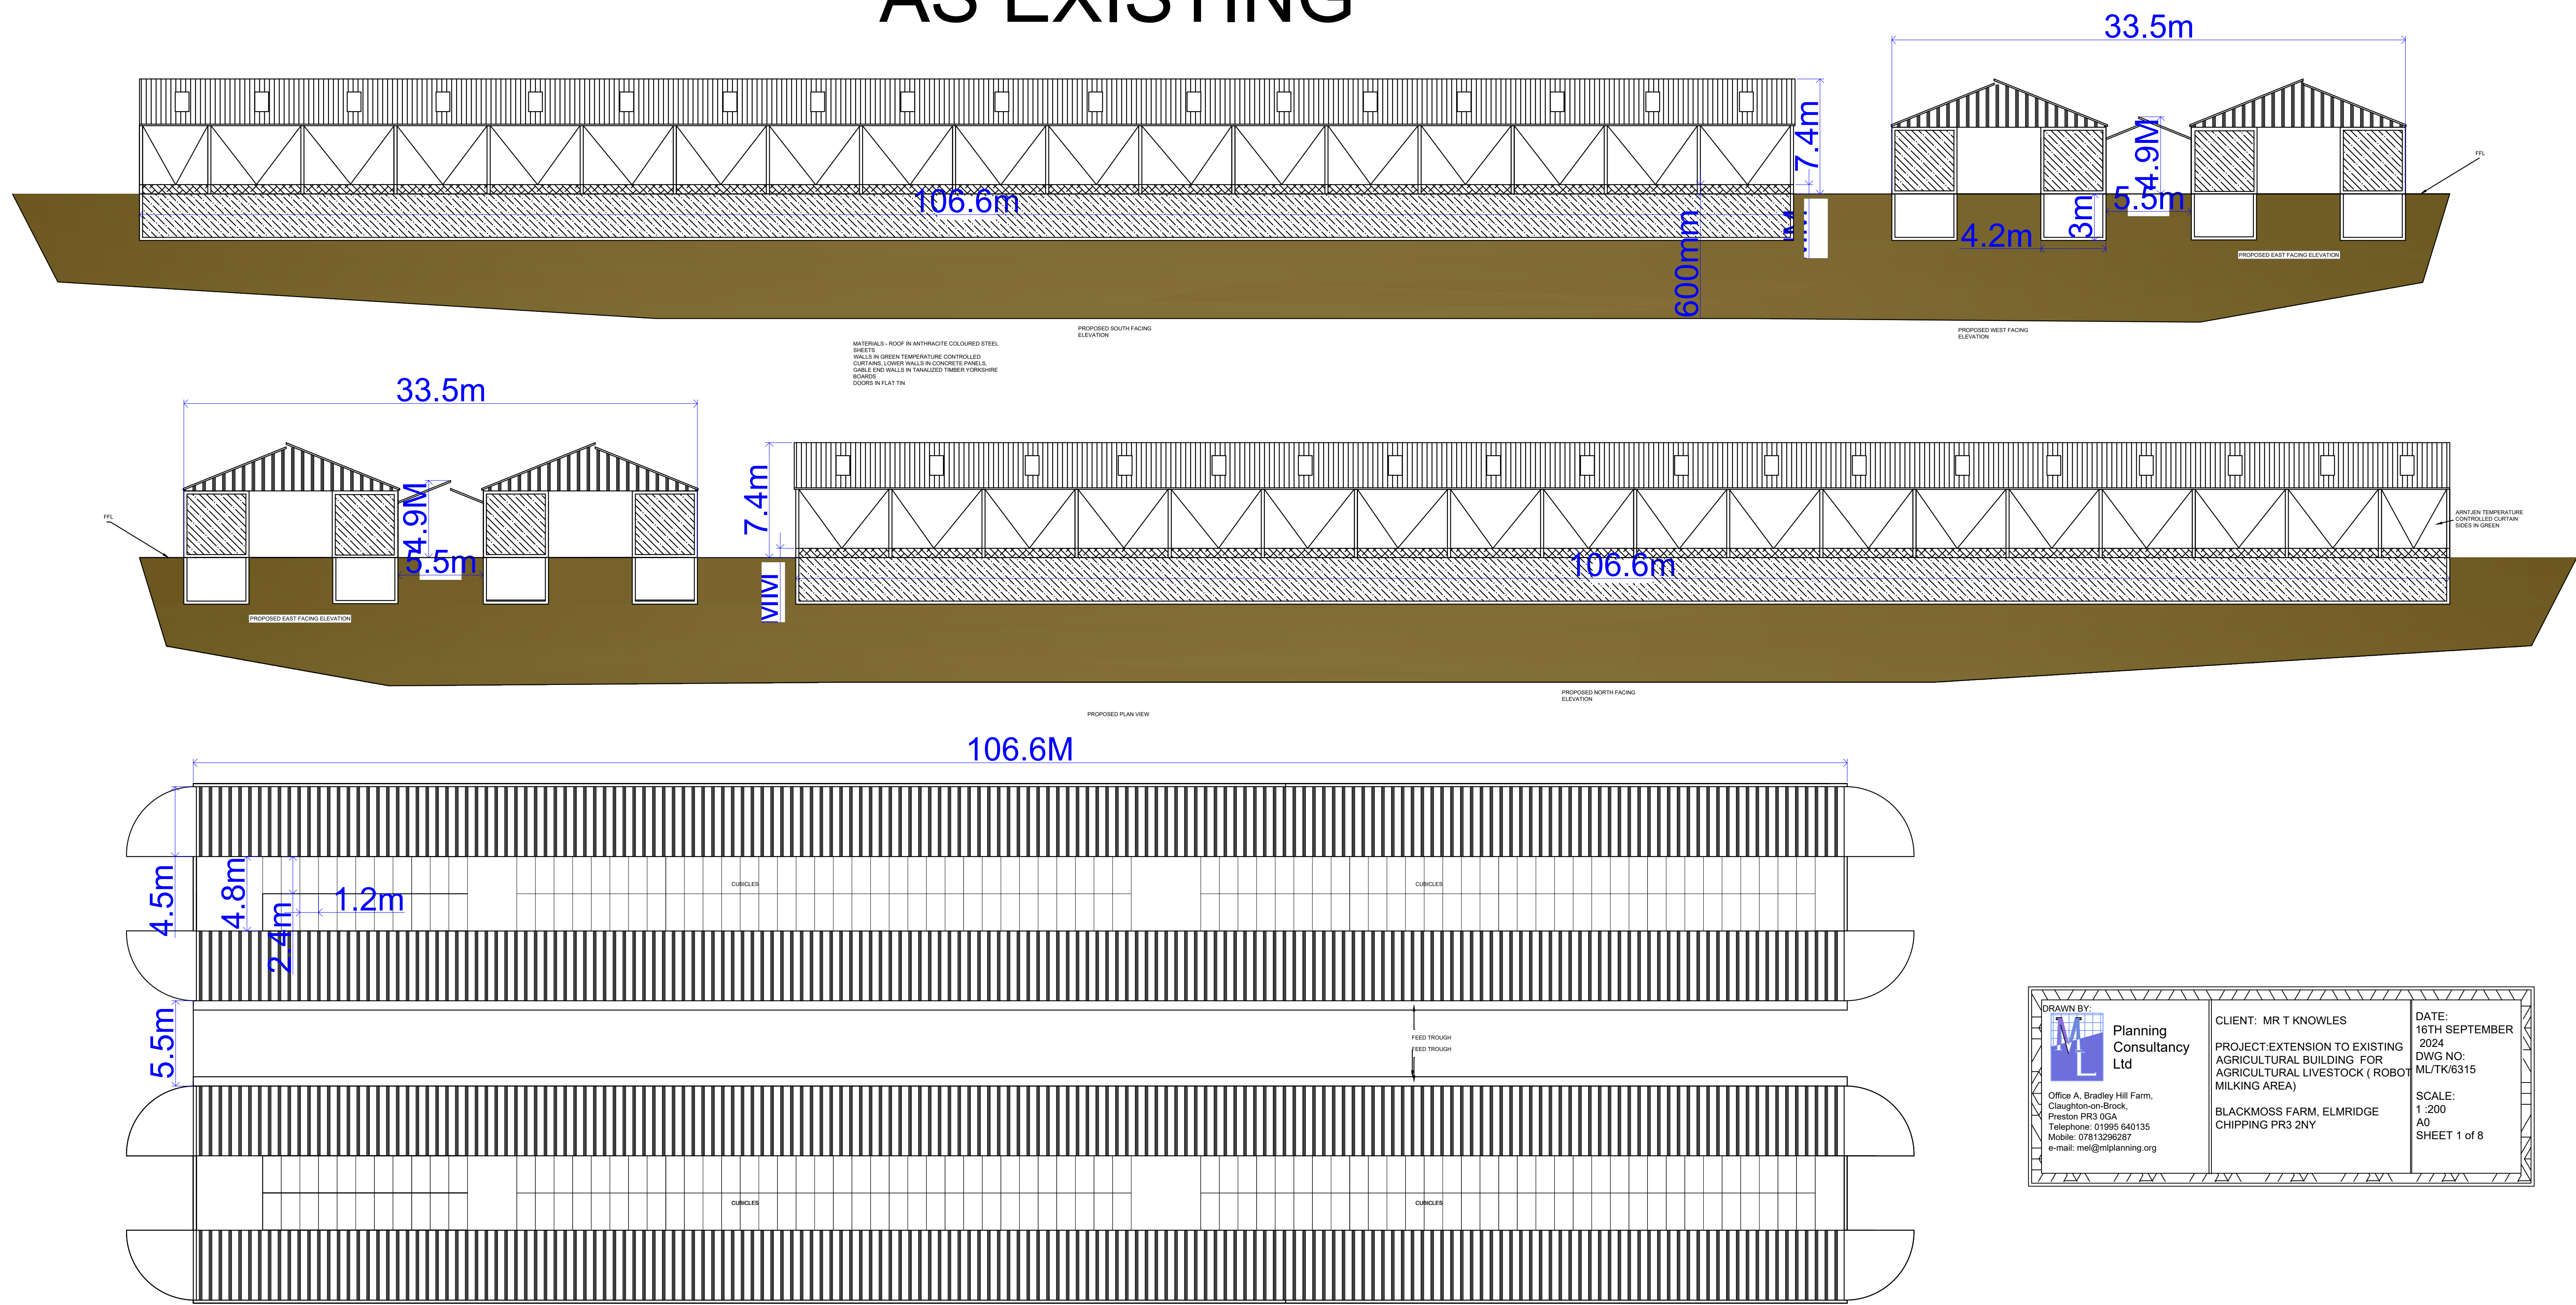 AS EXISTING
33.5m
7.4m
106.6m
600mm
4.9M
5.5m
3m
4.2m
FFL
PROPOSED EAST FACING ELEVATION
PROPOSED SOUTH FACING
ELEVATION
PROPOSED WEST FACING
ELEVATION
MATERIALS:- ROOF IN ANTHRACITE COLOURED STEEL
SHEETS
WALLS IN GREEN TEMPERATURE CONTROLLED
CURTAINS, LOWER WALLS IN CONCRETE PANELS,
GABLE END WALLS IN TANALIZED TIMBER YORKSHIRE
BOARDS
DOORS IN FLAT TIN
33.5m
FFL
4.9M
5.5m
7.4m
106.6m
ARNTJEN TEMPERATURE
CONTROLLED CURTAIN
SIDES IN GREEN
PROPOSED EAST FACING ELEVATION
PROPOSED NORTH FACING
ELEVATION
PROPOSED PLAN VIEW
106.6M
4.5m
4.8m
2.4m
1.2m
CUBICLES
CUBICLES
5.5m
FEED TROUGH
FEED TROUGH
CUBICLES
CUBICLES
DRAWN BY:
ML
Planning
Consultancy
Ltd
Office A, Bradley Hill Farm,
Claughton-on-Brock,
Preston PR3 0GA
Telephone: 01995 640135
Mobile: 07813296287
e-mail: mel@mlplanning.org
CLIENT: MR T KNOWLES
PROJECT:EXTENSION TO EXISTING
AGRICULTURAL BUILDING FOR
AGRICULTURAL LIVESTOCK ( ROBOT
MILKING AREA)
BLACKMOSS FARM, ELMRIDGE
CHIPPING PR3 2NY
DATE:
16TH SEPTEMBER
2024
DWG NO:
ML/TK/6315
SCALE:
1 :200
A0
SHEET 1 of 8